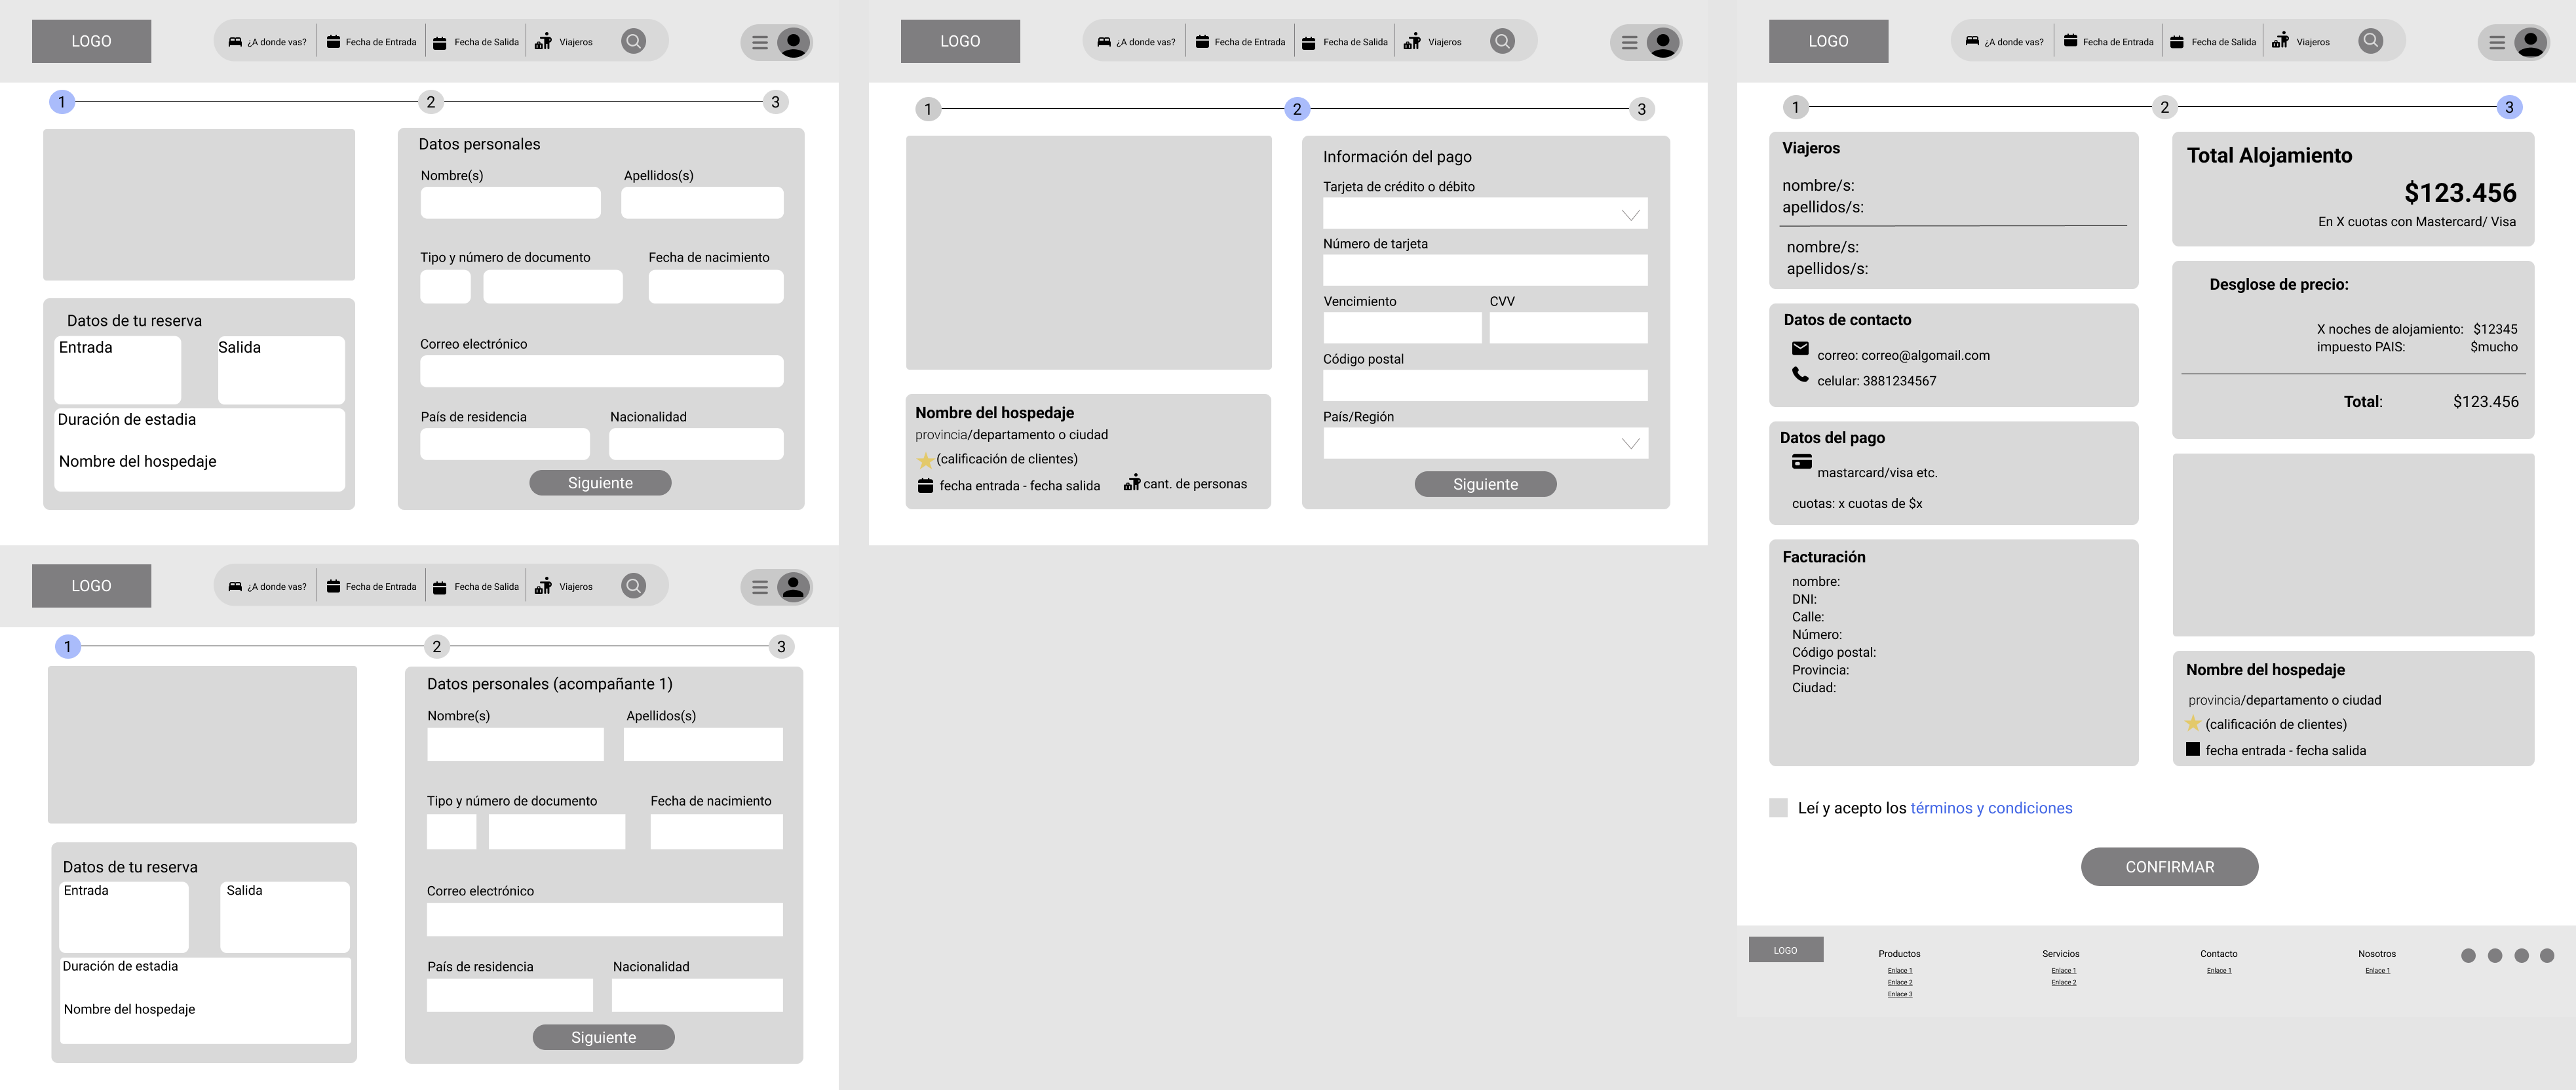 LOGO
¿A donde vas?
Fecha de Entrada
Fecha de Salida
Viajeros
1
2
3
Datos de tu reserva
Entrada
Salida
Duración de estadia
Nombre del hospedaje
Datos personales
Nombre(s)
Apellidos(s)
Tipo y número de documento
Fecha de nacimiento
Correo electrónico
País de residencia
Nacionalidad
Siguiente
LOGO
¿A donde vas?
Fecha de Entrada
Fecha de Salida
Viajeros
1
2
3
Datos de tu reserva
Entrada
Salida
Duración de estadia
Nombre del hospedaje
Datos personales (acompañante 1)
Nombre(s)
Apellidos(s)
Tipo y número de documento
Fecha de nacimiento
Correo electrónico
País de residencia
Nacionalidad
Siguiente
LOGO
¿A donde vas?
Fecha de Entrada
Fecha de Salida
Viajeros
1
2
3
Nombre del hospedaje
provincia/departamento o ciudad
(calificación de clientes)
fecha entrada - fecha salida
cant. de personas
Información del pago
Tarjeta de crédito o débito
Número de tarjeta
Vencimiento
CVV
Código postal
País/Región
Siguiente
LOGO
¿A donde vas?
Fecha de Entrada
Fecha de Salida
Viajeros
1
2
3
Viajeros
nombre/s:
apellidos/s:
nombre/s:
apellidos/s:
Datos de contacto
correo: correo@algomail.com
celular: 3881234567
Datos del pago
mastarcard/visa etc.
cuotas: x cuotas de $x
Facturación
nombre:
DNI:
Calle:
Número:
Código postal:
Provincia:
Ciudad:
Total Alojamiento
$123.456
En X cuotas con Mastercard/ Visa
Desglose de precio:
X noches de alojamiento: $12345
impuesto PAIS: $mucho
Total: $123.456
Nombre del hospedaje
provincia/departamento o ciudad
(calificación de clientes)
fecha entrada - fecha salida
Leí y acepto los términos y condiciones
CONFIRMAR
LOGO
Productos
Enlace 1
Enlace 2
Enlace 3
Servicios
Enlace 1
Enlace 2
Contacto
Enlace 1
Nosotros
Enlace 1